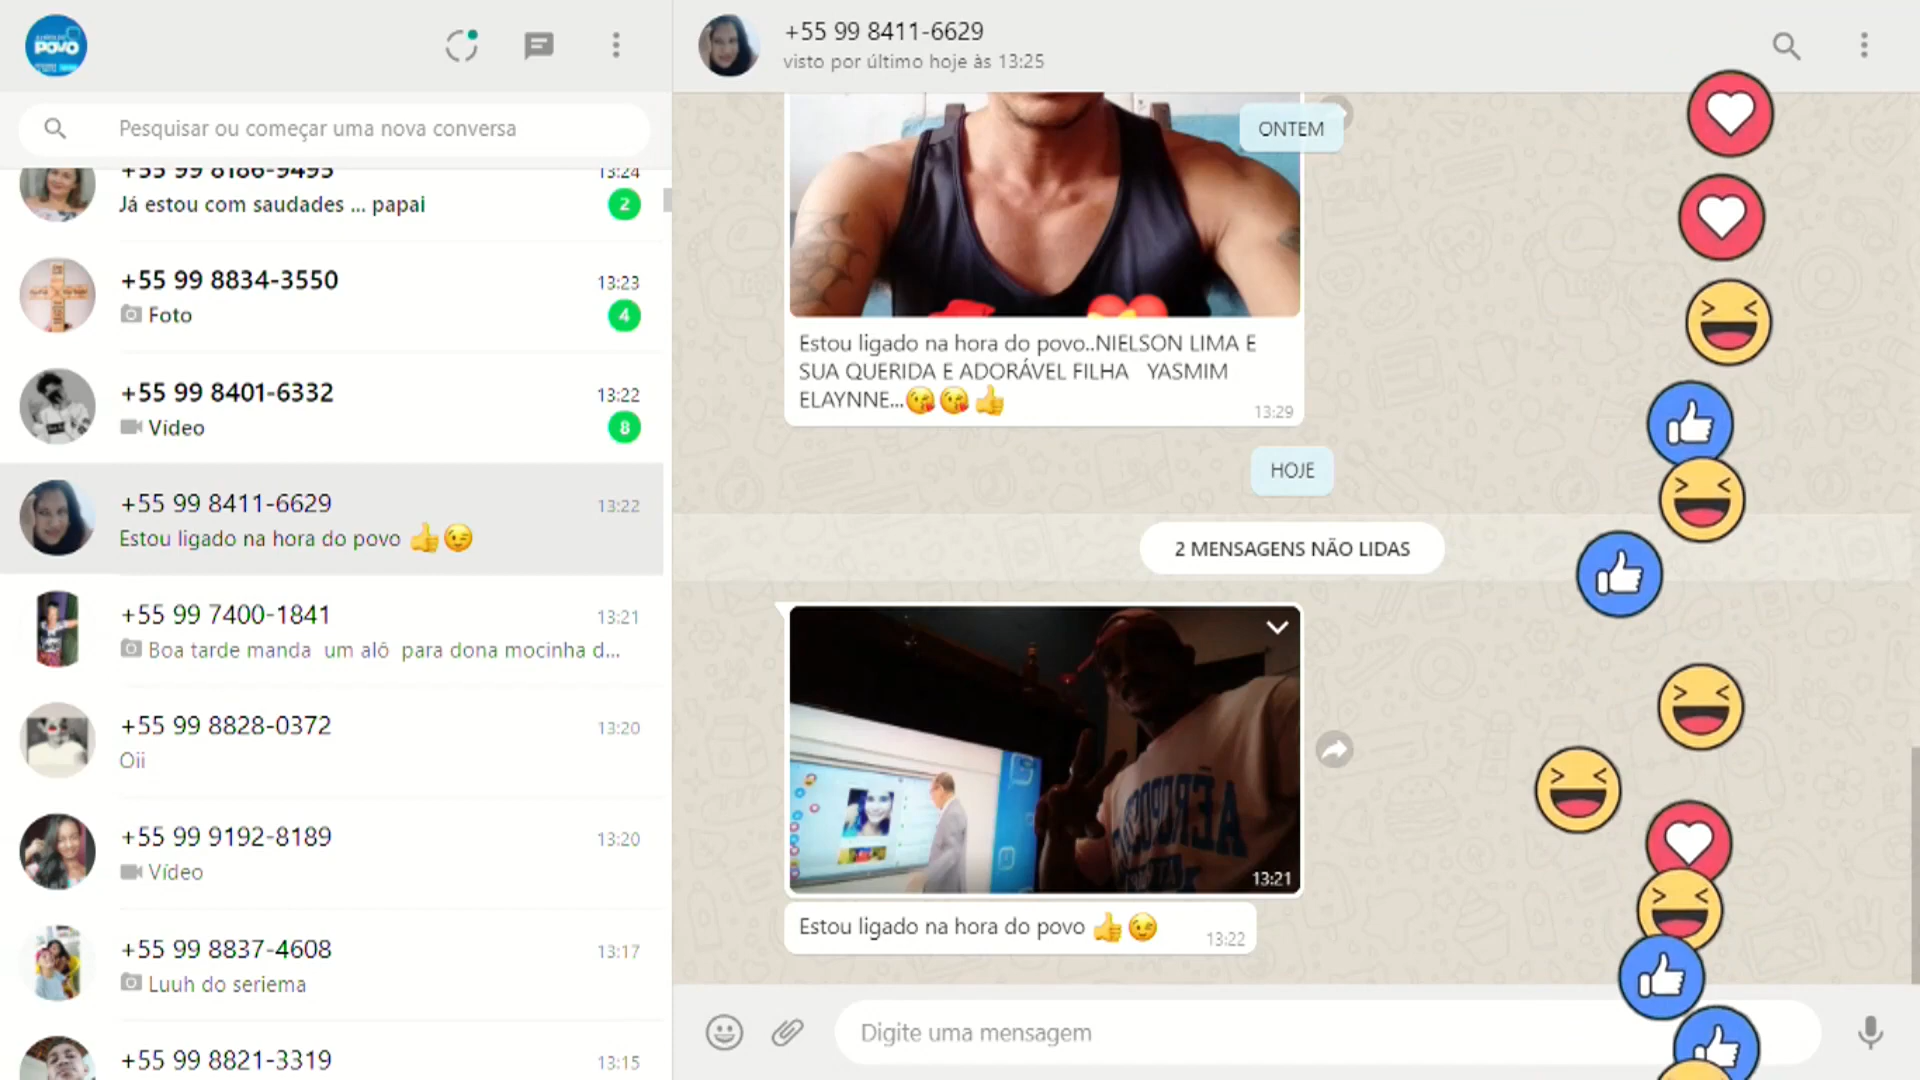 POVO
Pesquisar ou começar uma nova conversa
+55 99 8186-9495
13:24
Já estou com saudades ... papai
2
+55 99 8834-3550
13:23
Foto
4
+55 99 8401-6332
13:22
Vídeo
8
+55 99 8411-6629
13:22
Estou ligado na hora do povo 👍😉
+55 99 7400-1841
13:21
Boa tarde manda um alô para dona mocinha d...
+55 99 8828-0372
13:20
Oii
+55 99 9192-8189
13:20
Vídeo
+55 99 8837-4608
13:17
Luuh do seriema
+55 99 8821-3319
13:15
+55 99 8411-6629
visto por último hoje às 13:25
ONTEM
Estou ligado na hora do povo..NIELSON LIMA E
SUA QUERIDA E ADORÁVEL FILHA YASMIM
ELAYNNE...😘😘👍
13:29
HOJE
2 MENSAGENS NÃO LIDAS
13:21
Estou ligado na hora do povo 👍😉
13:22
Digite uma mensagem